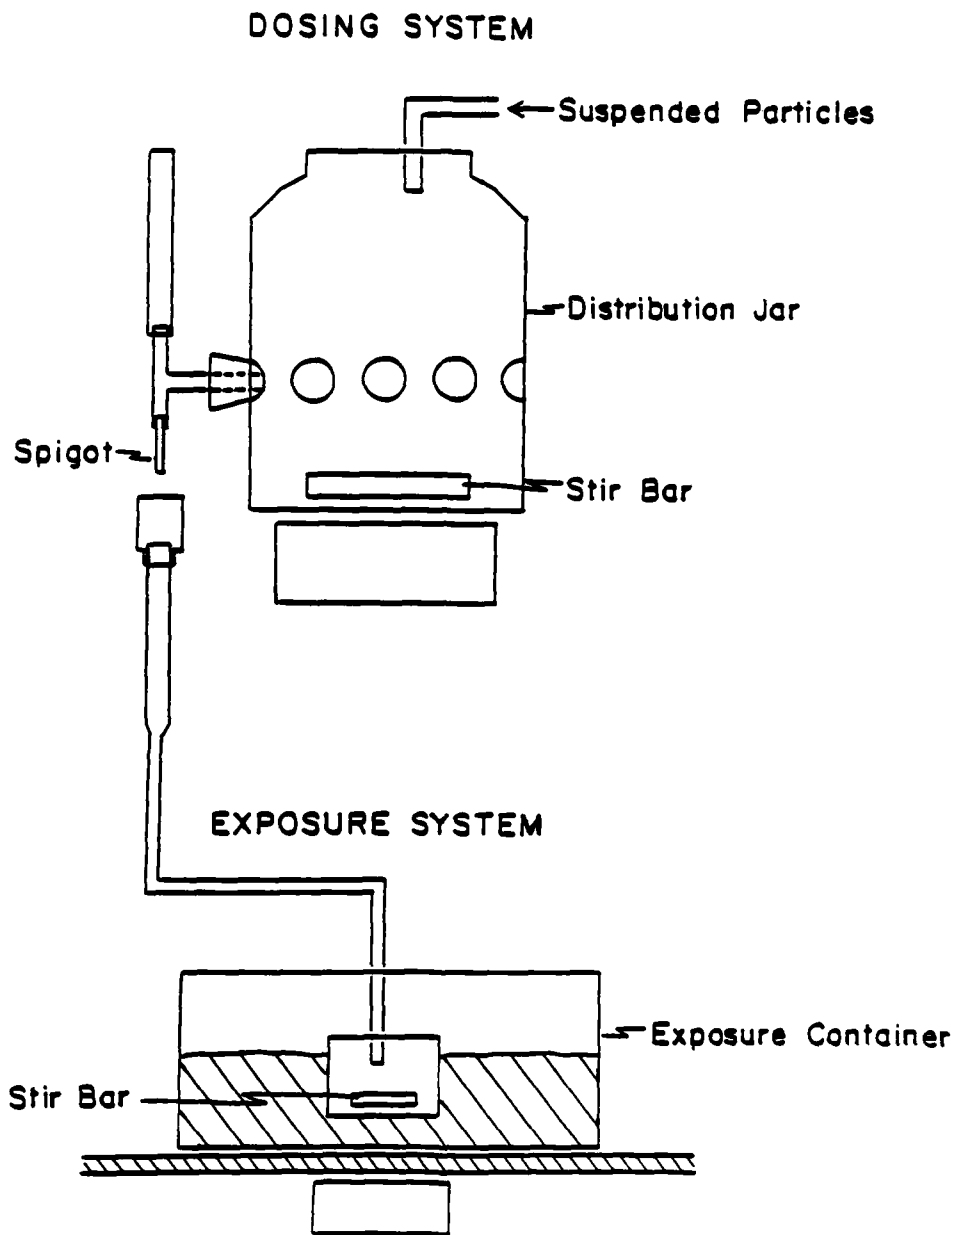 DOSING SYSTEM
Suspended Particles
Distribution Jar
Spigot
Stir Bar
EXPOSURE SYSTEM
Exposure Container
Stir Bar